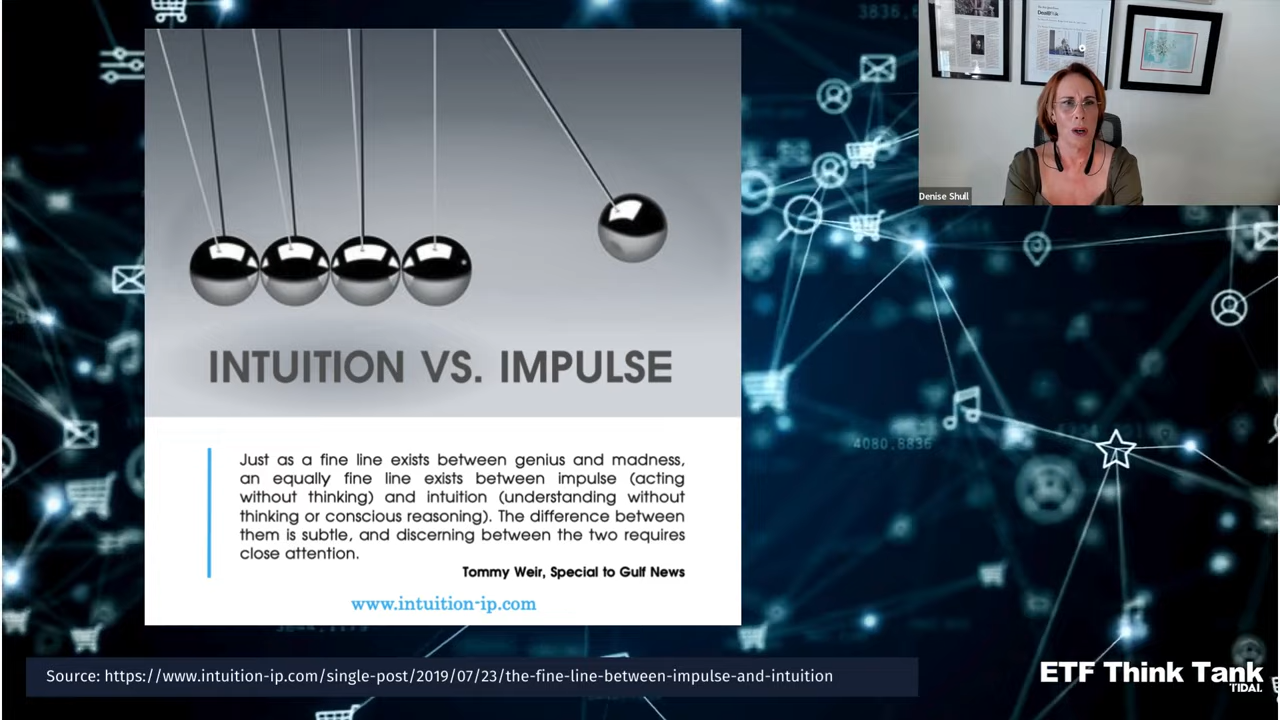 3836.
Denise Shull
INTUITION VS. IMPULSE
4080.8836
Just as a fine line exists between genius and madness,
an equally fine line exists between impulse (acting
without thinking) and intuition (understanding without
thinking or conscious reasoning). The difference between
them is subtle, and discerning between the two requires
close attention.
Tommy Weir, Special to Gulf News
www.intuition-ip.com
Source: https://www.intuition-ip.com/single-post/2019/07/23/the-fine-line-between-impulse-and-intuition
ETF Think Tank
TIDAL